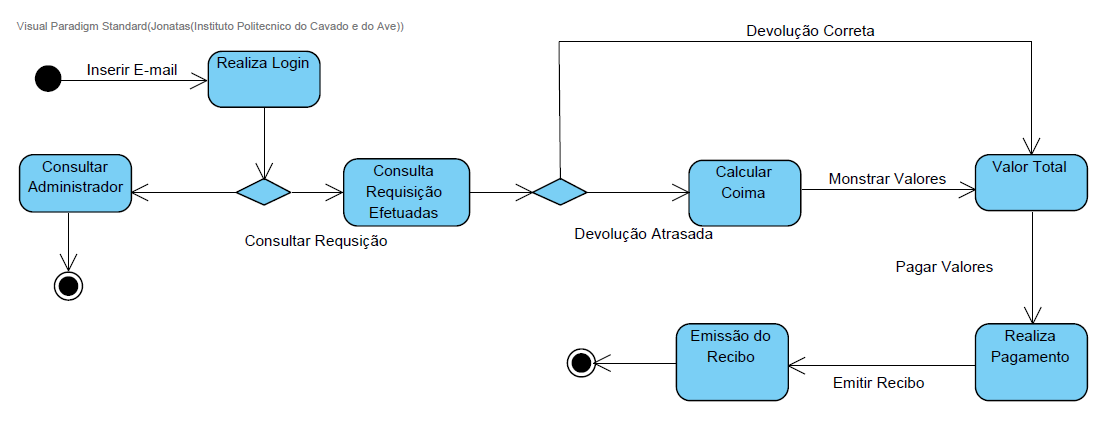 Visual Paradigm Standard(Jonatas(Instituto Politecnico do Cavado e do Ave))
Devolução Correta
Inserir E-mail
Realiza Login
Consultar
Administrador
Consulta
Requisição
Efetuadas
Calcular
Coima
Monstrar Valores
Valor Total
Consultar Requsição
Devolução Atrasada
Pagar Valores
Emissão do
Recibo
Emitir Recibo
Realiza
Pagamento